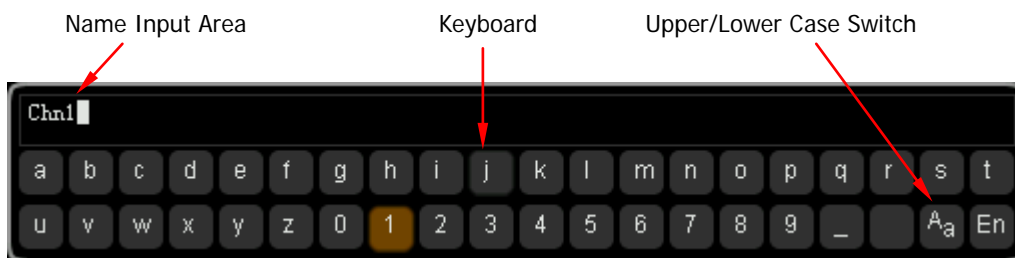 Name Input Area Keyboard Upper/Lower Case Switch
Chn1
a b c d e f g h i j k l m n o p q r s t
u v w x y z 0 1 2 3 4 5 6 7 8 9 _ Aa En